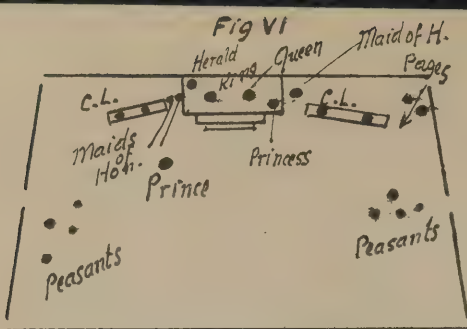 Fig VI
Herald
King
Queen
Maid of H.
Pages
C.L.
C.L.
Maids
of
Hon.
Princess
Prince
Peasants
Peasants